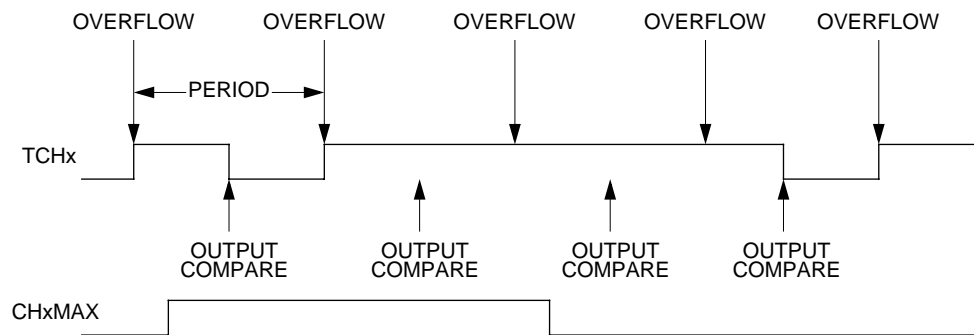 OVERFLOW OVERFLOW OVERFLOW OVERFLOW OVERFLOW
PERIOD
TCHx
OUTPUT COMPARE
OUTPUT COMPARE
OUTPUT COMPARE
OUTPUT COMPARE
CHxMAX